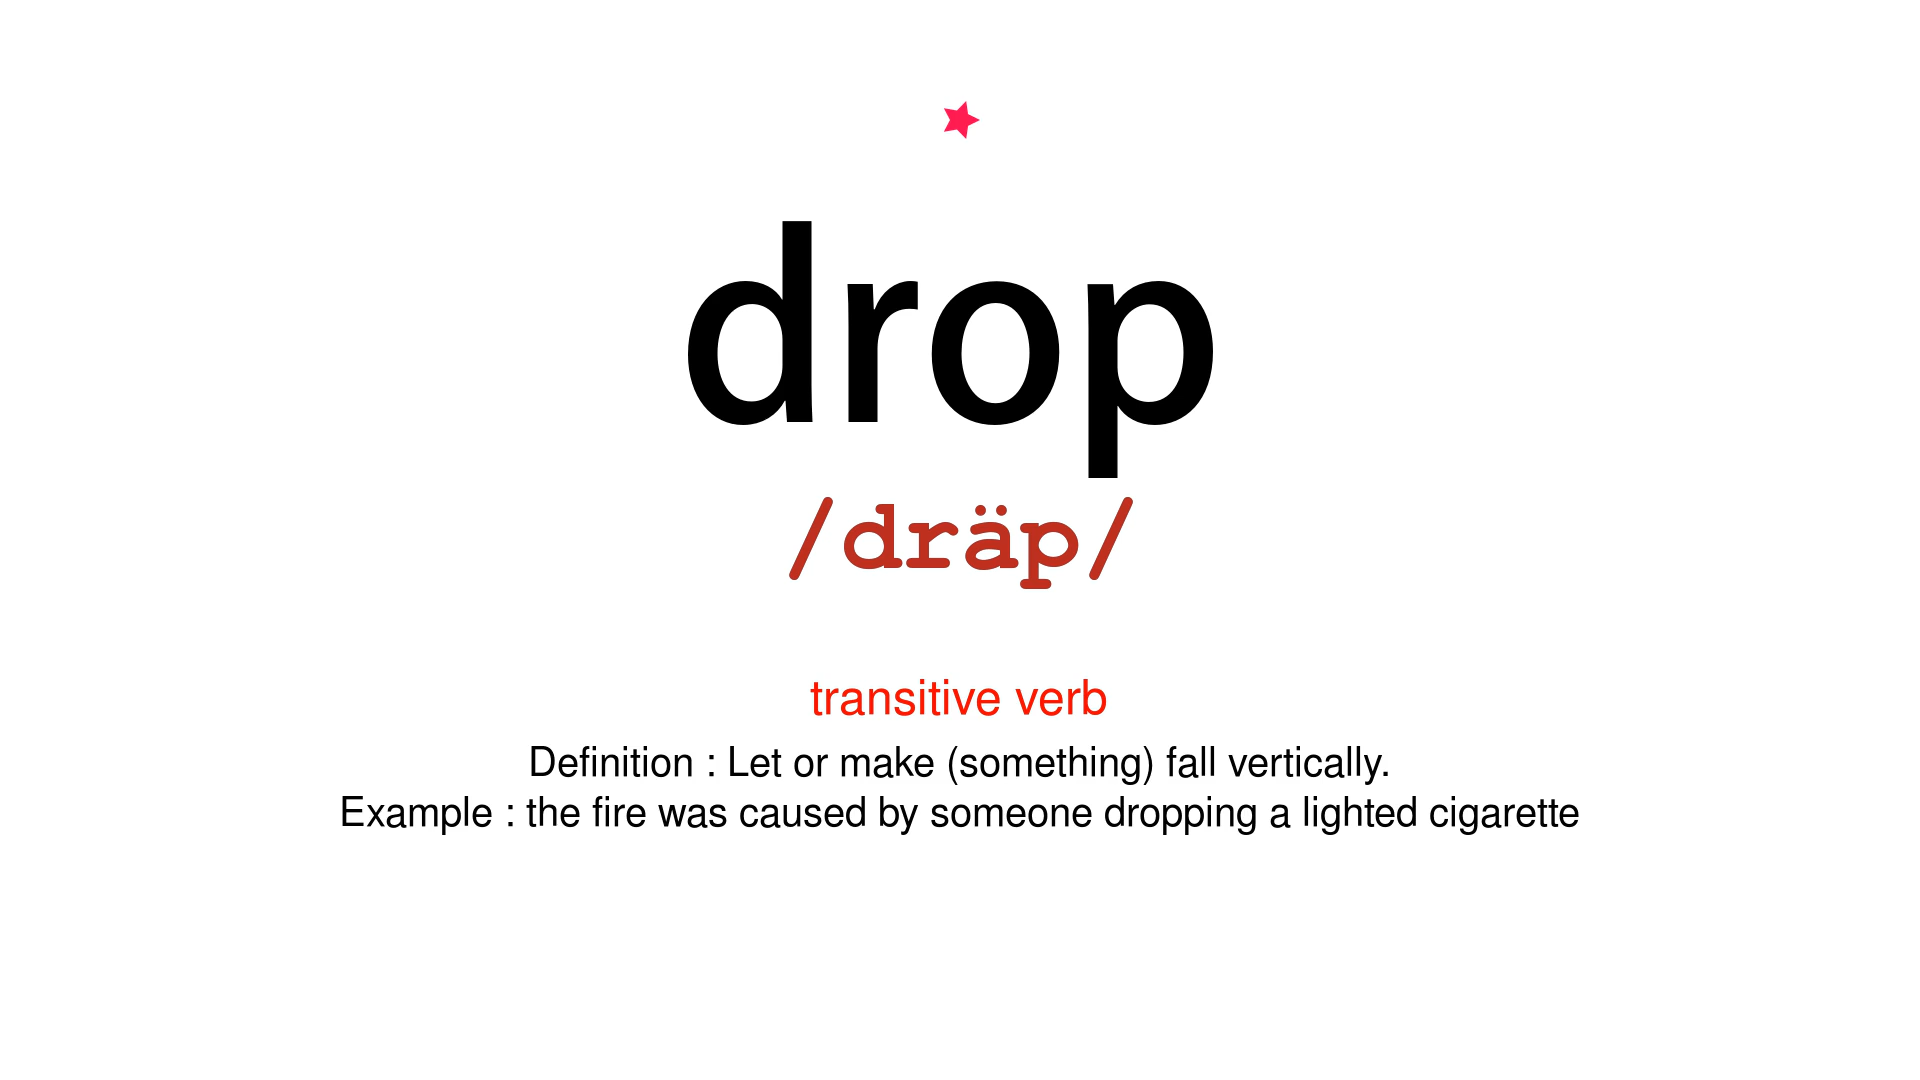 drop
/dräp/
transitive verb
Definition : Let or make (something) fall vertically.
Example : the fire was caused by someone dropping a lighted cigarette